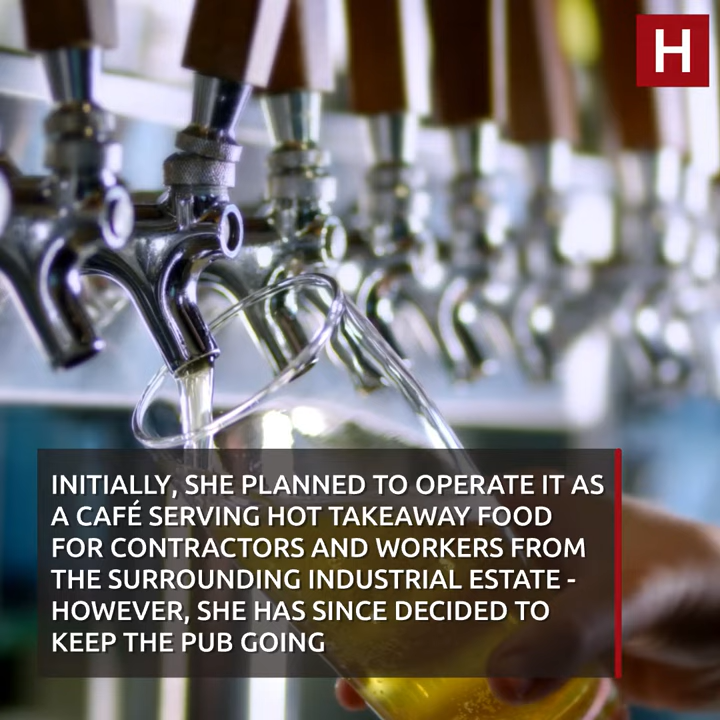 H
INITIALLY, SHE PLANNED TO OPERATE IT AS
A CAFÉ SERVING HOT TAKEAWAY FOOD
FOR CONTRACTORS AND WORKERS FROM
THE SURROUNDING INDUSTRIAL ESTATE -
HOWEVER, SHE HAS SINCE DECIDED TO
KEEP THE PUB GOING